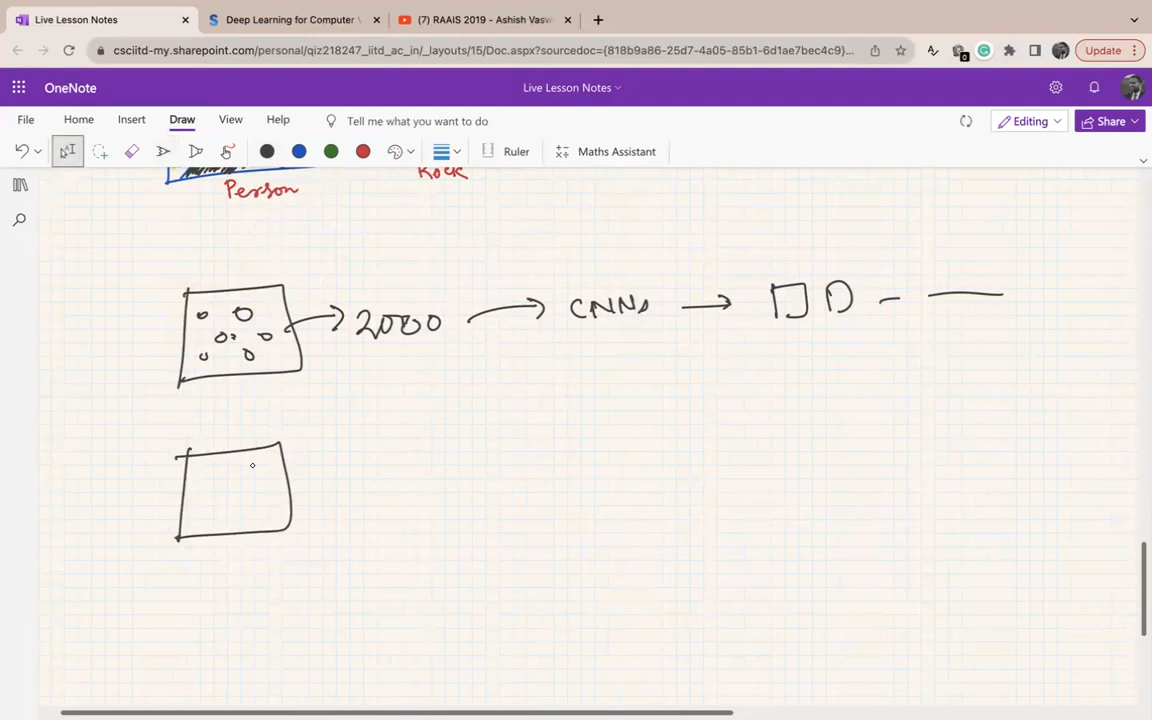 Live Lesson Notes
Deep Learning for Computer V
(7) RAAIS 2019 - Ashish Vasw
csciitd-my.sharepoint.com/personal/qiz218247_iitd_ac_in/_layouts/15/Doc.aspx?sourcedoc={818b9a86-25d7-4a05-85b1-6d1ae7bec4c9}...
0
Update
OneNote
Live Lesson Notes
File Home Insert Draw View Help Tell me what you want to do
Editing
Share
Ruler
Maths Assistant
Rock
Person
2000 CNNs